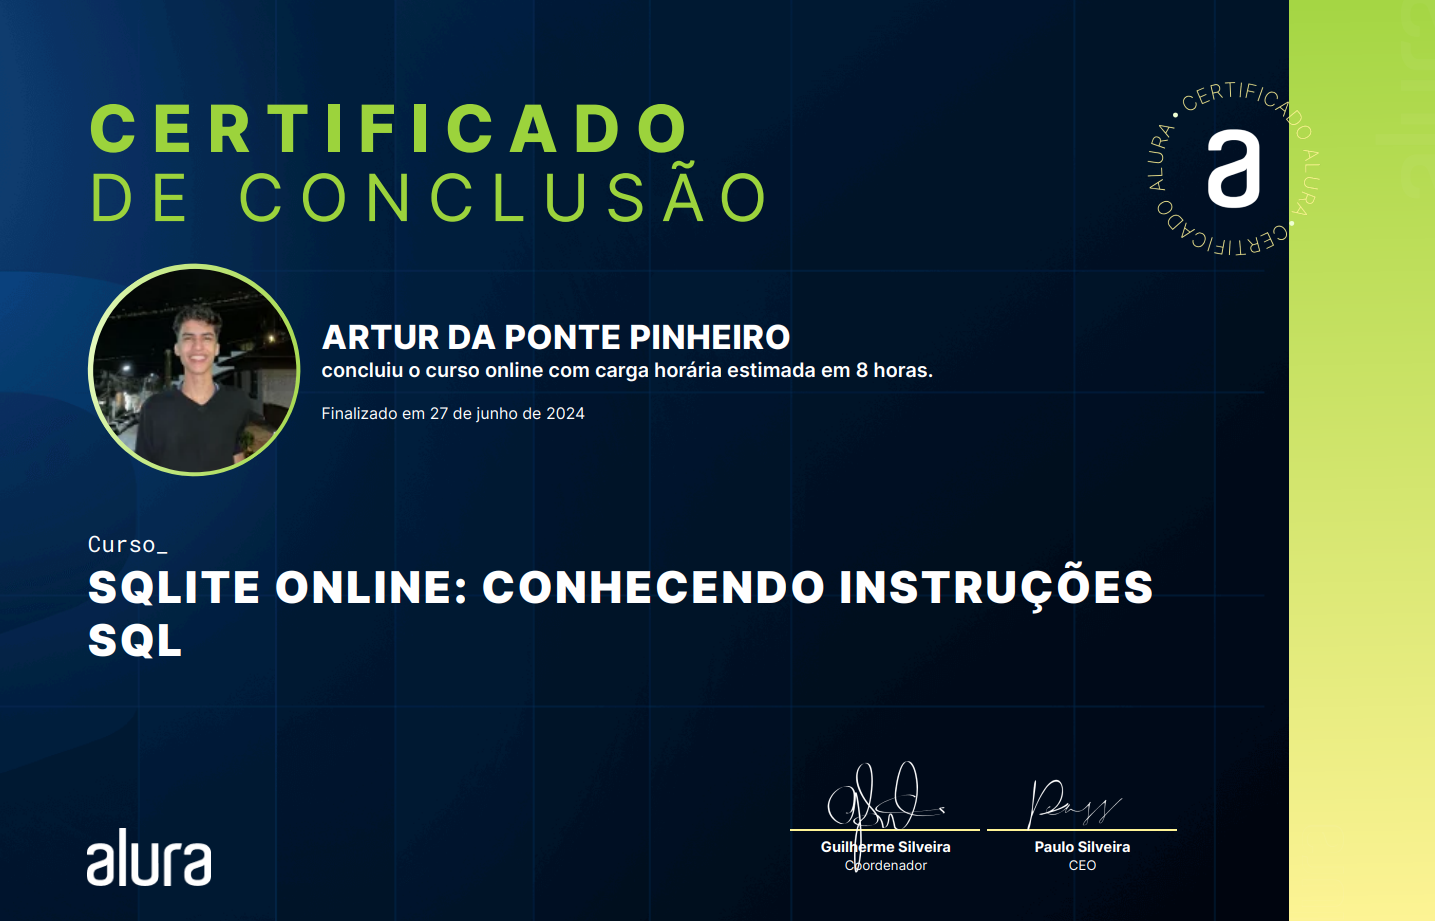 CERTIFICADO
DE CONCLUSÃO
CERTIFICADO ALURA • CERTIFICADO ALURA •
a
ARTUR DA PONTE PINHEIRO
concluiu o curso online com carga horária estimada em 8 horas.
Finalizado em 27 de junho de 2024
Curso_
SQLITE ONLINE: CONHECENDO INSTRUÇÕES
SQL
Guilherme Silveira
Coordenador
Paulo Silveira
CEO
alura